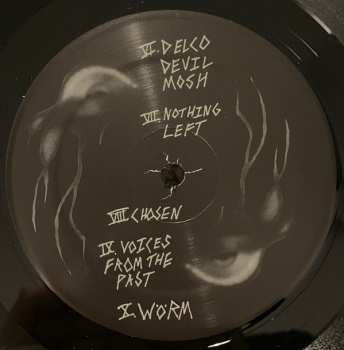 VI. DELCO
DEVIL
MOSH
VII. NOTHING
LEFT
VIII. CHOSEN
IX. VOICES
FROM THE
PAST
X. WÖRM